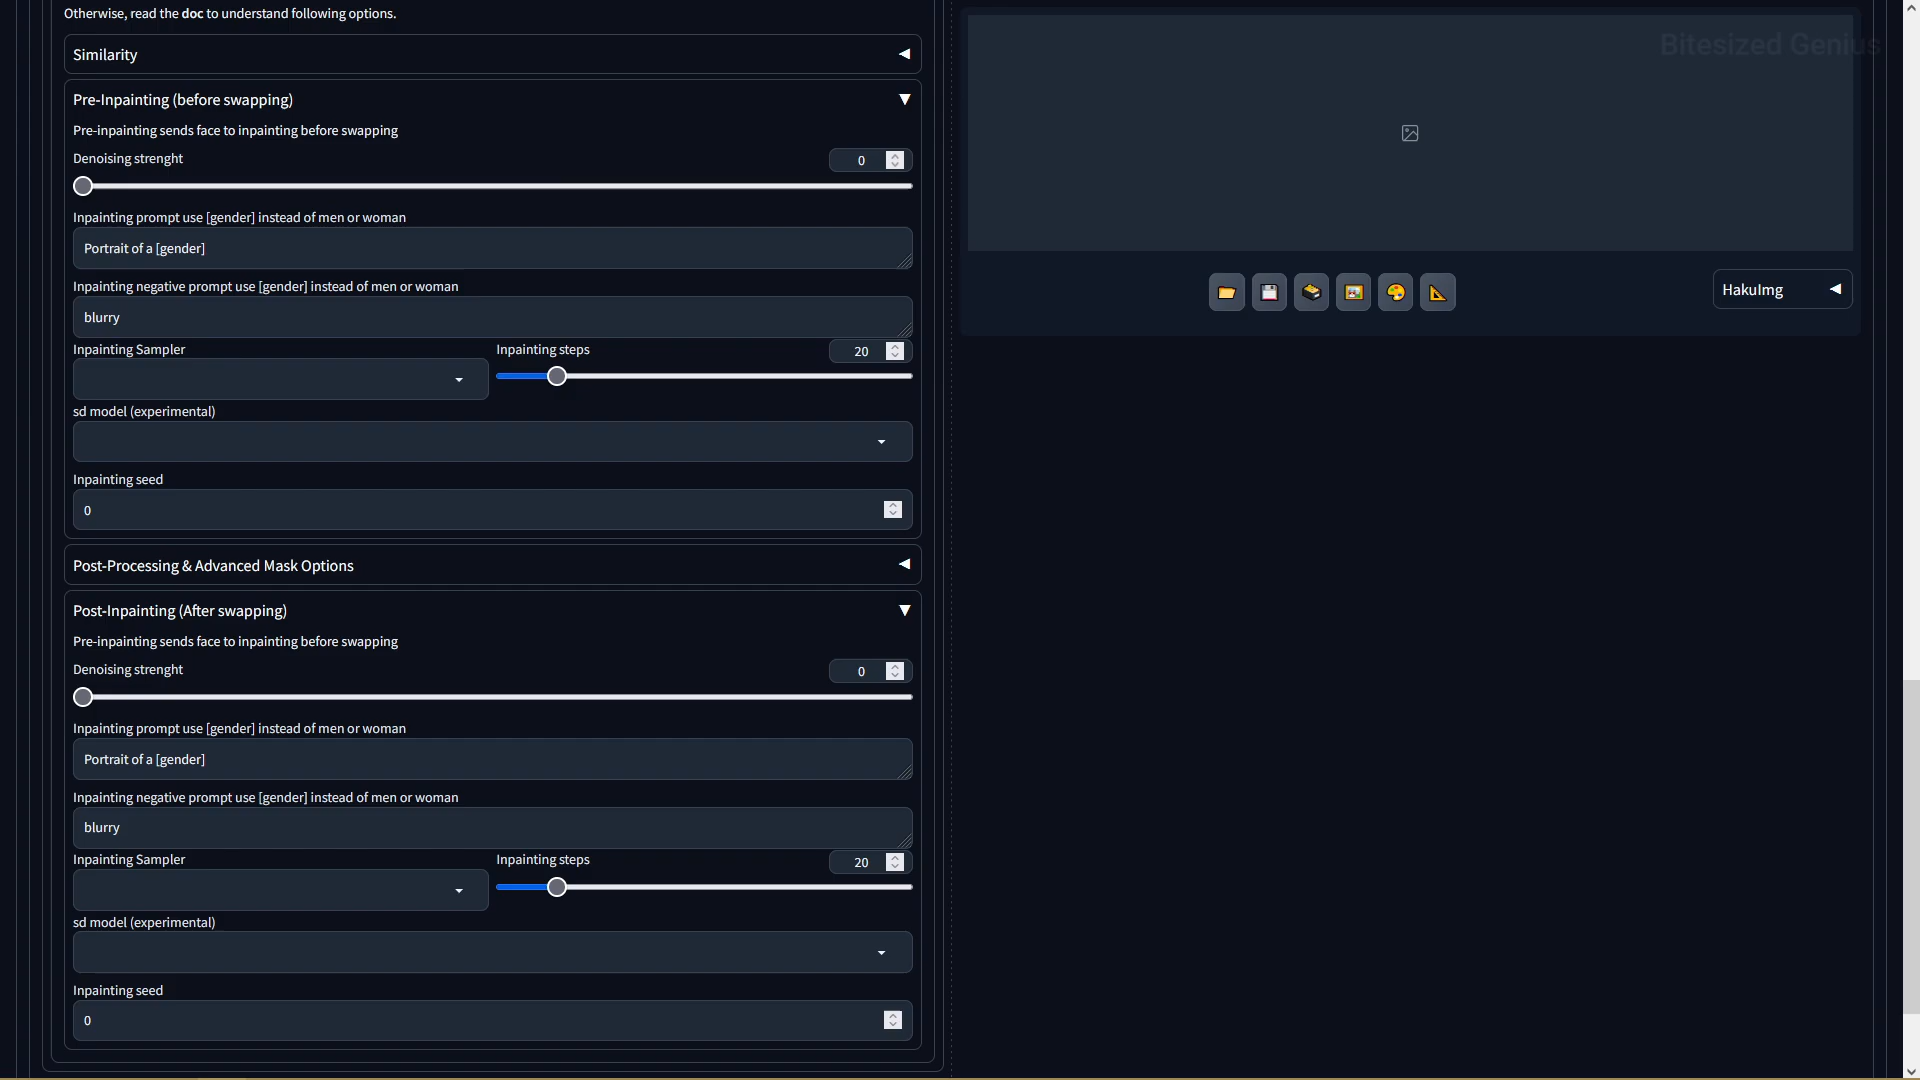 Otherwise, read the doc to understand following options.
Similarity
Pre-Inpainting (before swapping)
Pre-inpainting sends face to inpainting before swapping
Denoising strenght
0
Inpainting prompt use [gender] instead of men or woman
Portrait of a [gender]
Inpainting negative prompt use [gender] instead of men or woman
blurry
Inpainting Sampler
Inpainting steps
20
sd model (experimental)
Inpainting seed
0
Post-Processing & Advanced Mask Options
Post-Inpainting (After swapping)
Pre-inpainting sends face to inpainting before swapping
Denoising strenght
0
Inpainting prompt use [gender] instead of men or woman
Portrait of a [gender]
Inpainting negative prompt use [gender] instead of men or woman
blurry
Inpainting Sampler
Inpainting steps
20
sd model (experimental)
Inpainting seed
0
Bitesized Genius
HakuImg